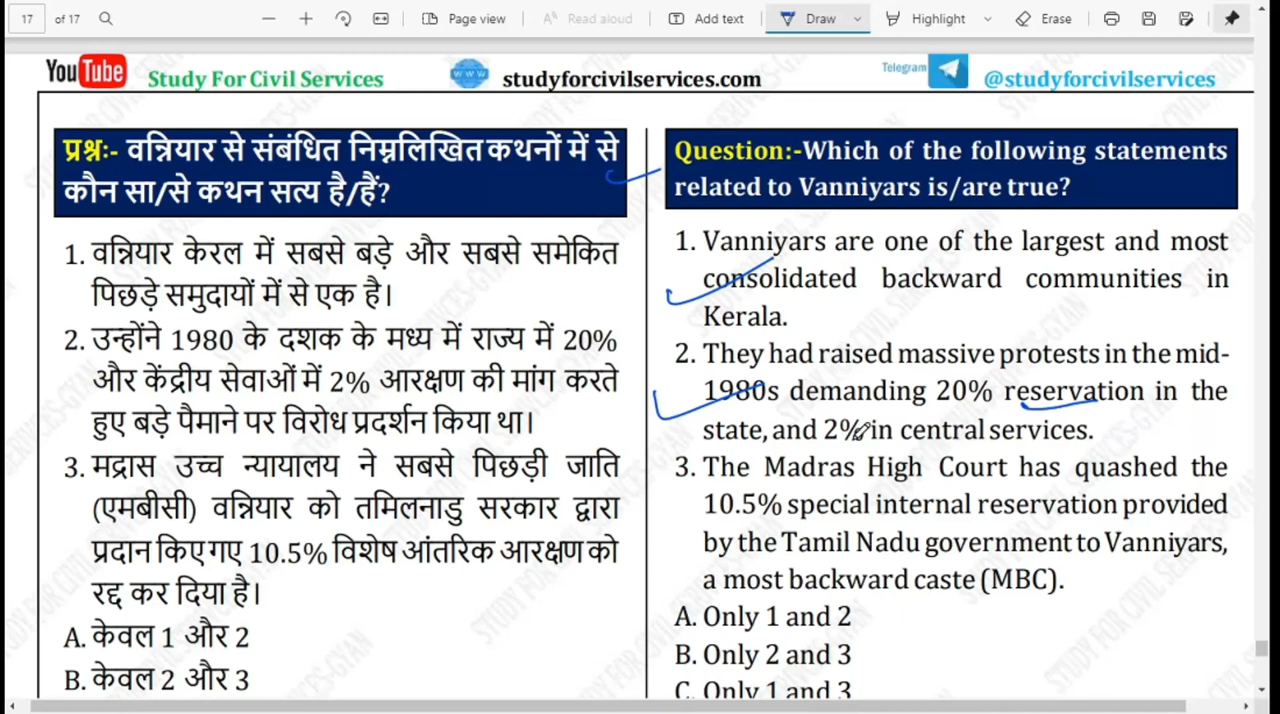 17 of 17 Page view Read aloud Add text Draw Highlight Erase
YouTube Study For Civil Services studyforcivilservices.com Telegram @studyforcivilservices
प्रश्नः- वन्नियार से संबंधित निम्नलिखित कथनों में से
कौन सा/से कथन सत्य है/हैं?
1. वन्नियार केरल में सबसे बड़े और सबसे समेकित
पिछड़े समुदायों में से एक है।
2. उन्होंने 1980 के दशक के मध्य में राज्य में 20%
और केंद्रीय सेवाओं में 2% आरक्षण की मांग करते
हुए बड़े पैमाने पर विरोध प्रदर्शन किया था।
3. मद्रास उच्च न्यायालय ने सबसे पिछड़ी जाति
(एमबीसी) वन्नियार को तमिलनाडु सरकार द्वारा
प्रदान किए गए 10.5% विशेष आंतरिक आरक्षण को
रद्द कर दिया है।
A. केवल 1 और 2
B. केवल 2 और 3
Question:-Which of the following statements
related to Vanniyars is/are true?
1. Vanniyars are one of the largest and most
consolidated backward communities in
Kerala.
2. They had raised massive protests in the mid-
1980s demanding 20% reservation in the
state, and 2% in central services.
3. The Madras High Court has quashed the
10.5% special internal reservation provided
by the Tamil Nadu government to Vanniyars,
a most backward caste (MBC).
A. Only 1 and 2
B. Only 2 and 3
C. Only 1 and 3